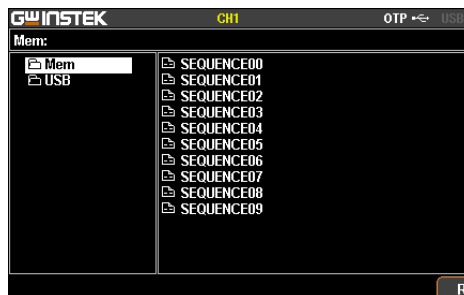 GWINSTEK CH1 OTP USB
Mem:
Mem
USB
SEQUENCE00
SEQUENCE01
SEQUENCE02
SEQUENCE03
SEQUENCE04
SEQUENCE05
SEQUENCE06
SEQUENCE07
SEQUENCE08
SEQUENCE09